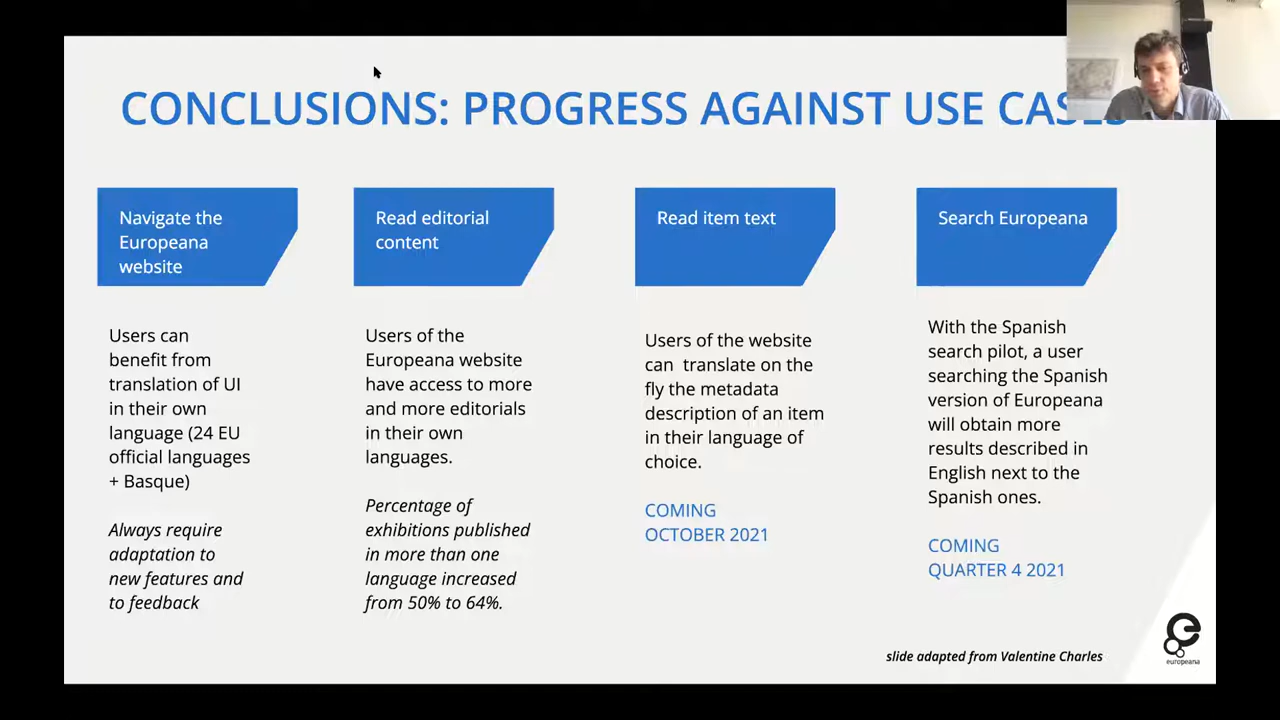 CONCLUSIONS: PROGRESS AGAINST USE CASES
Navigate the
Europeana
website
Users can
benefit from
translation of UI
in their own
language (24 EU
official languages
+ Basque)
Always require
adaptation to
new features and
to feedback
Read editorial
content
Users of the
Europeana website
have access to more
and more editorials
in their own
languages.
Percentage of
exhibitions published
in more than one
language increased
from 50% to 64%.
Read item text
Users of the website
can translate on the
fly the metadata
description of an item
in their language of
choice.
COMING
OCTOBER 2021
Search Europeana
With the Spanish
search pilot, a user
searching the Spanish
version of Europeana
will obtain more
results described in
English next to the
Spanish ones.
COMING
QUARTER 4 2021
slide adapted from Valentine Charles
europeana